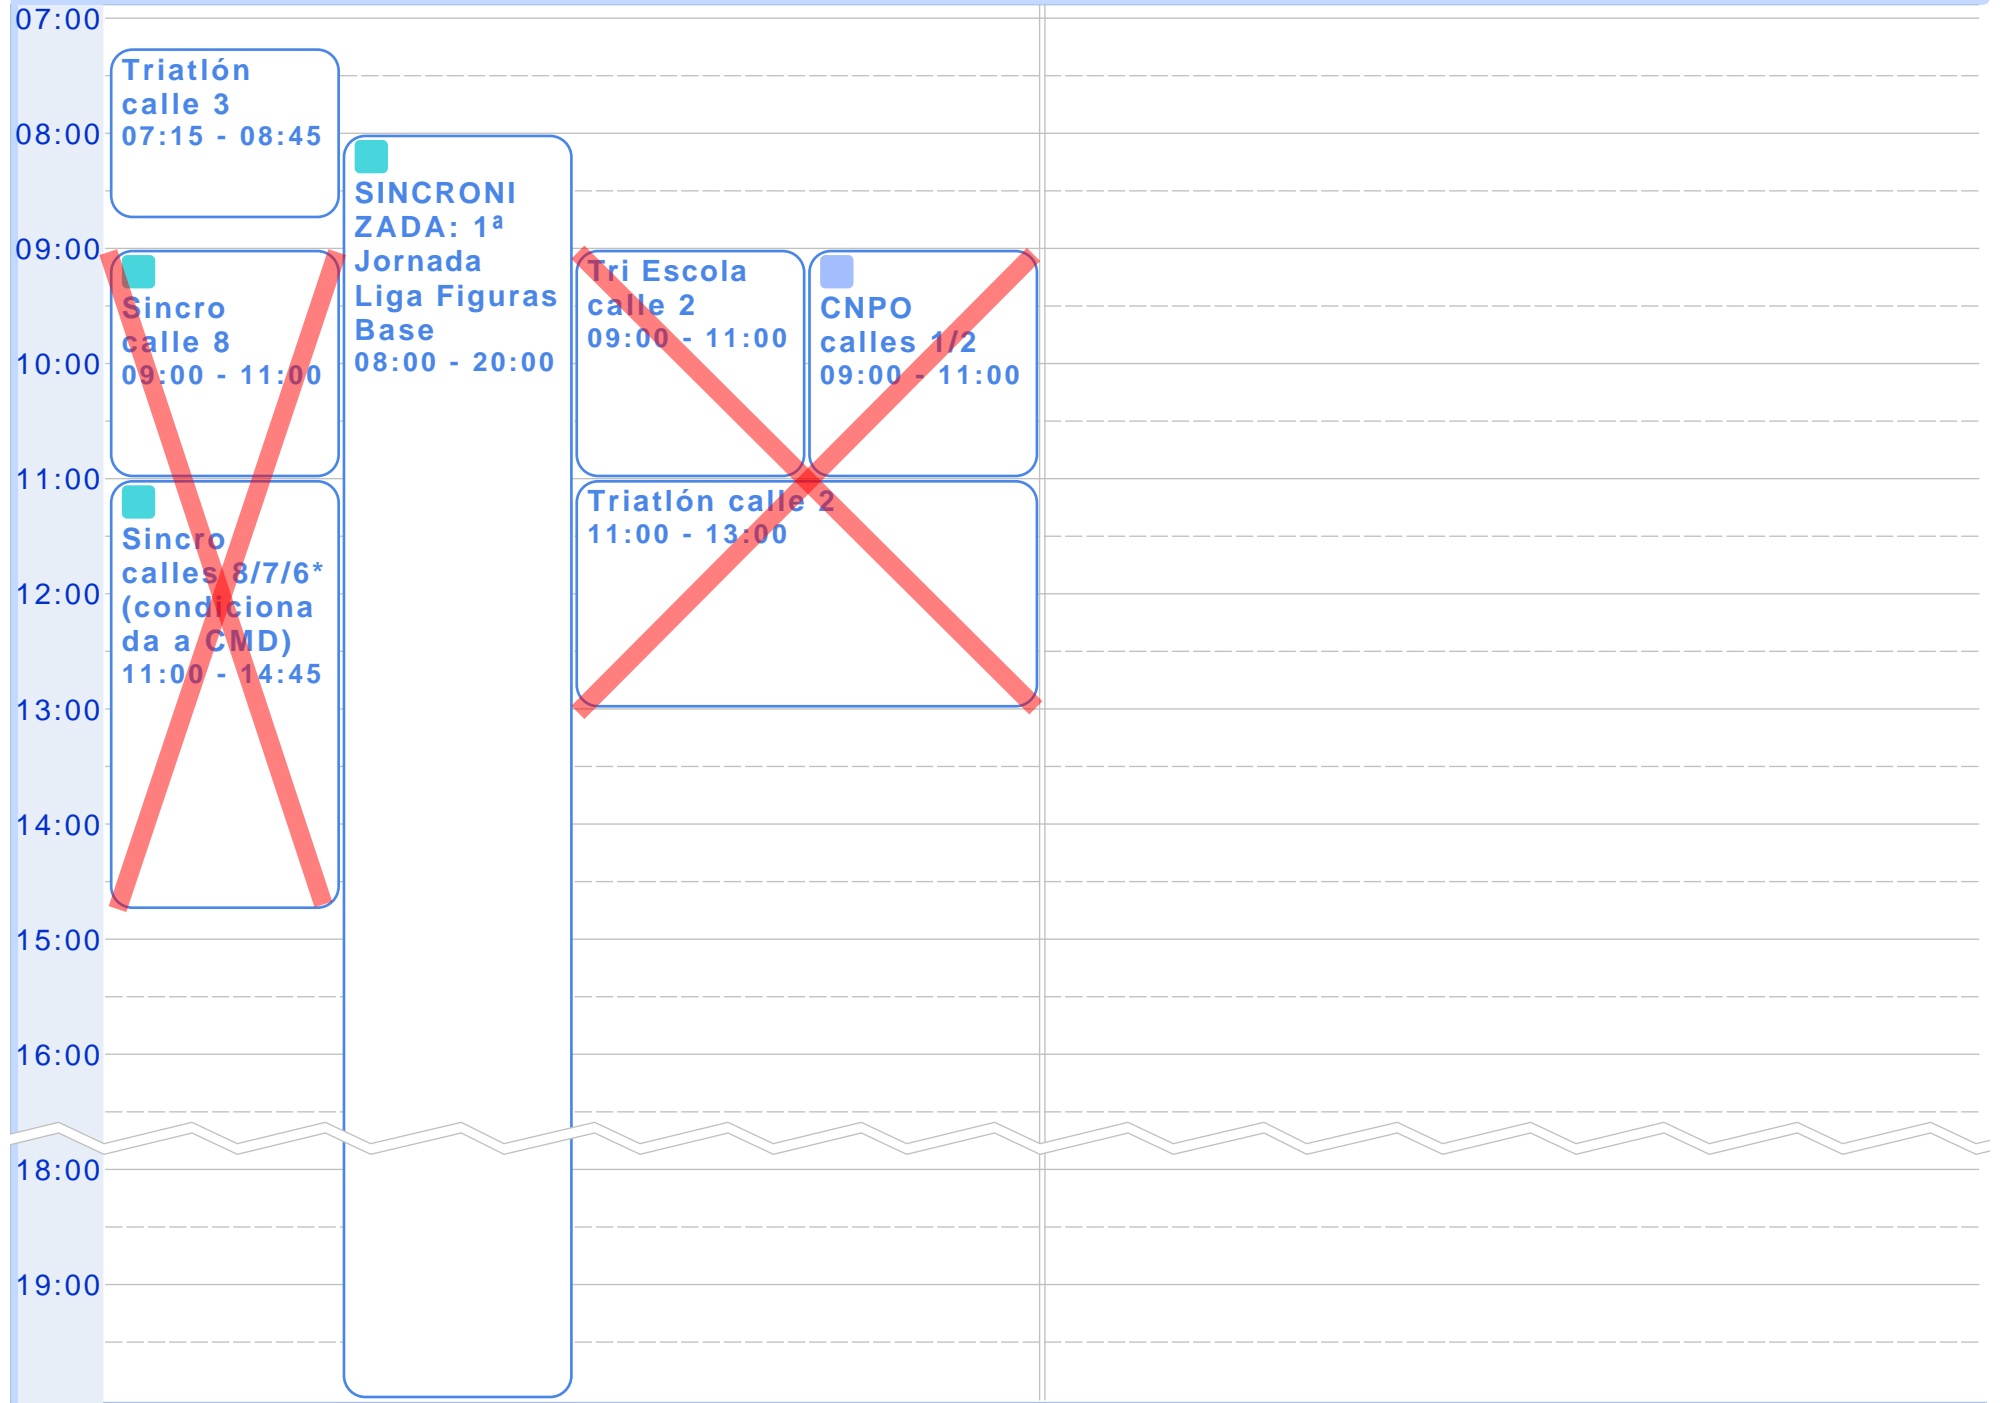 07:00
08:00
09:00
10:00
11:00
12:00
13:00
14:00
15:00
16:00
18:00
19:00
Triatlón
calle 3
07:15 - 08:45
Sincro
calle 8
09:00 - 11:00
Sincro
calles 8/7/6*
(condiciona
da a CMD)
11:00 - 14:45
SINCRONI
ZADA: 1ª
Jornada
Liga Figuras
Base
08:00 - 20:00
Tri Escola
calle 2
09:00 - 11:00
CNPO
calles 1/2
09:00 - 11:00
Triatlón calle 2
11:00 - 13:00